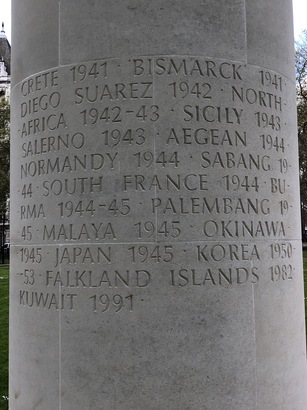 CRETE 1941 · BISMARCK 1941
DIEGO SUAREZ 1942 · NORTH
AFRICA 1942-43 · SICILY 1943 ·
SALERNO 1943 · AEGEAN 1944
NORMANDY 1944 · SABANG 19-
44 · SOUTH FRANCE 1944 · BU-
RMA 1944-45 · PALEMBANG 19-
45 · MALAYA 1945 · OKINAWA
1945 · JAPAN 1945 · KOREA 1950
-53 · FALKLAND ISLANDS 1982
KUWAIT 1991 ·